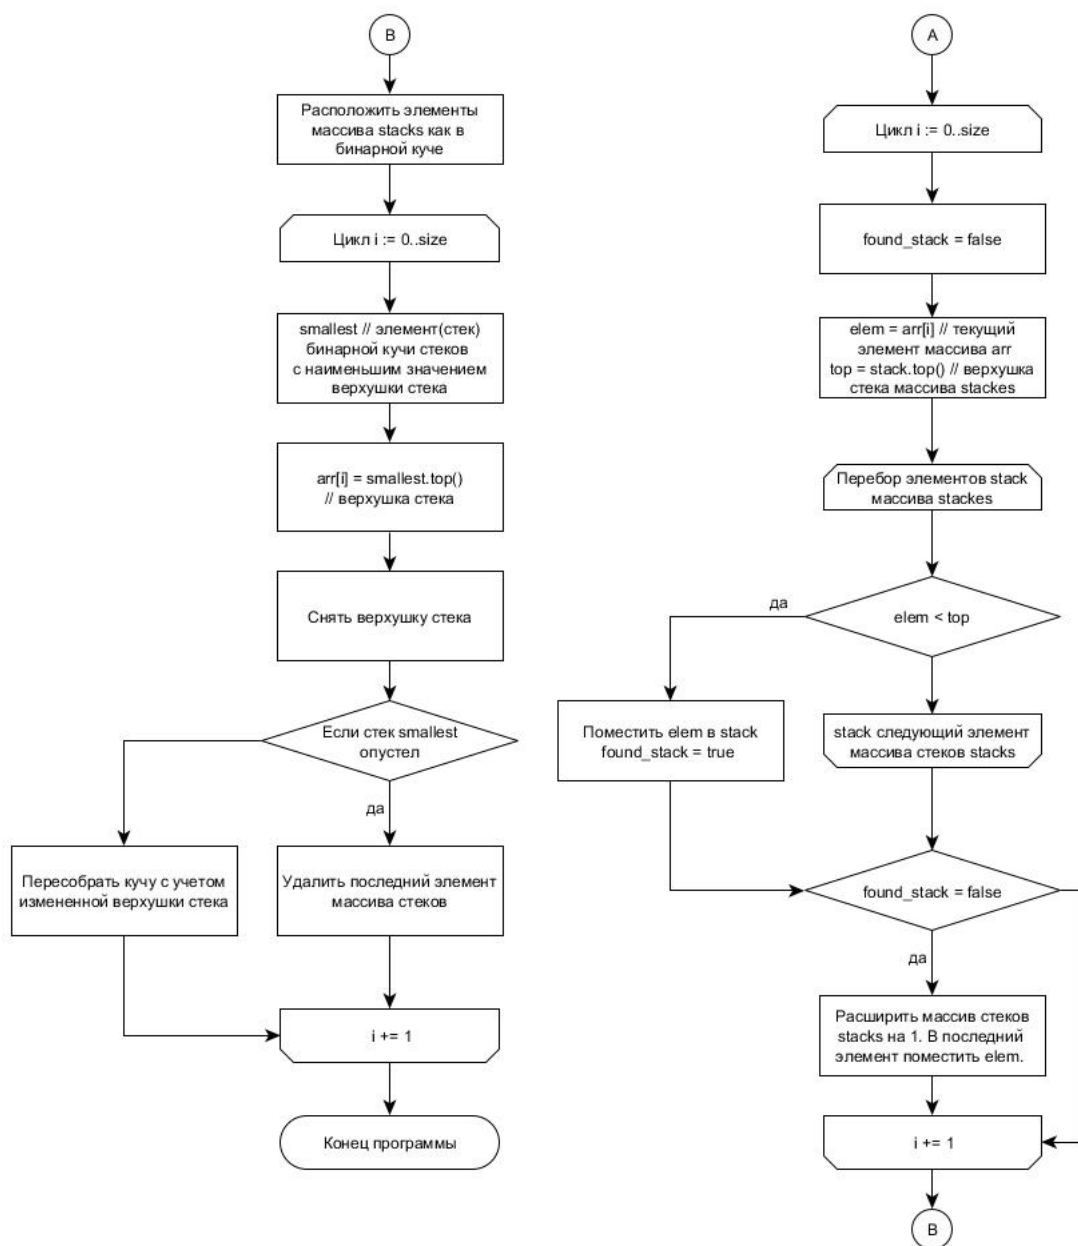 B
Расположить элементы
массива stacks как в
бинарной куче
Цикл i := 0..size
smallest // элемент(стек)
бинарной кучи стеков
с наименьшим значением
верхушки стека
arr[i] = smallest.top()
// верхушка стека
Снять верхушку стека
Если стек smallest
опустел
да
Пересобрать кучу с учетом
измененной верхушки стека
Удалить последний элемент
массива стеков
i += 1
Конец программы
A
Цикл i := 0..size
found_stack = false
elem = arr[i] // текущий
элемент массива arr
top = stack.top() // верхушка
стека массива stackes
Перебор элементов stack
массива stackes
да
elem < top
Поместить elem в stack
found_stack = true
stack следующий элемент
массива стеков stacks
found_stack = false
да
Расширить массив стеков
stacks на 1. В последний
элемент поместить elem.
i += 1
B